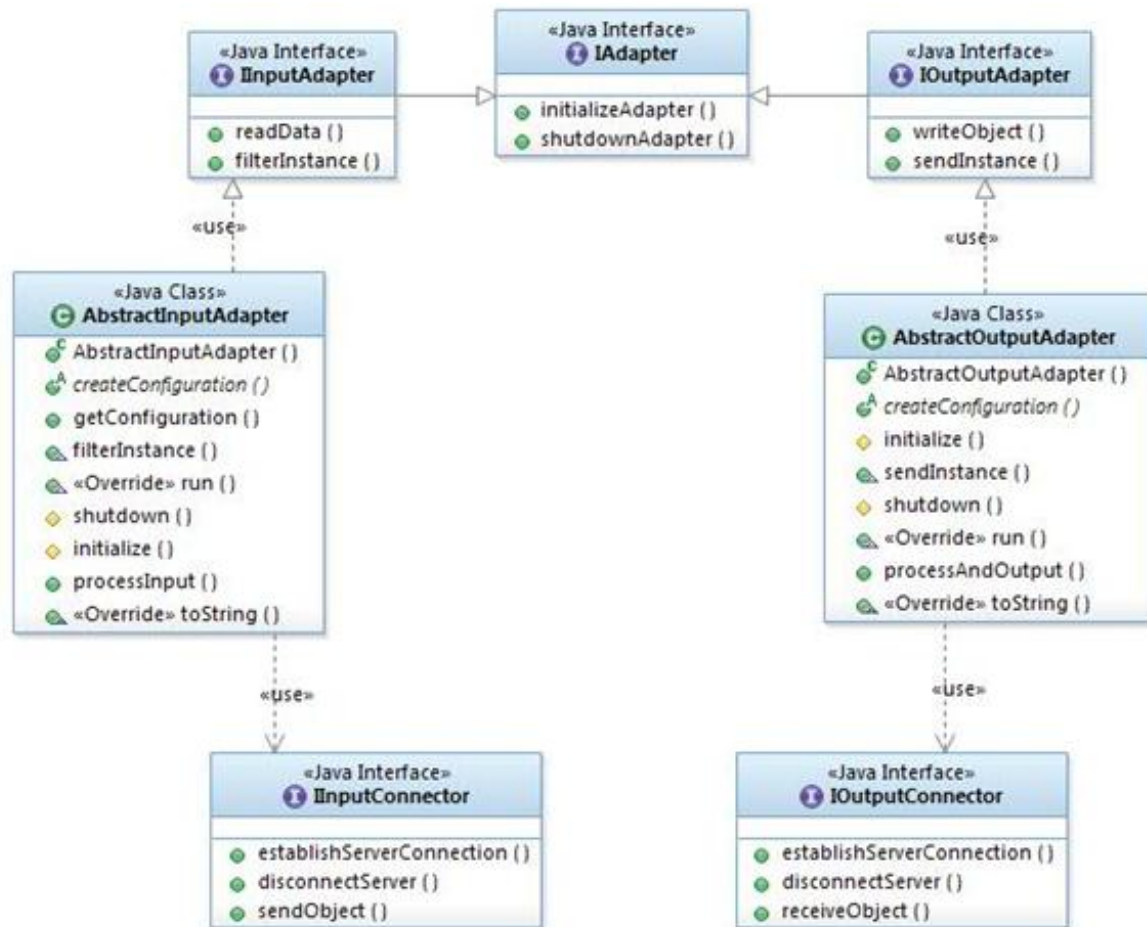 «Java Interface»
IInputAdapter
readData ( )
filterInstance ( )
«Java Interface»
IAdapter
initializeAdapter ( )
shutdownAdapter ( )
«Java Interface»
IOutputAdapter
writeObject ( )
sendInstance ( )
«use»
«use»
«Java Class»
AbstractInputAdapter
AbstractInputAdapter ( )
createConfiguration ( )
getConfiguration ( )
filterInstance ( )
«Override» run ( )
shutdown ( )
initialize ( )
processInput ( )
«Override» toString ( )
«Java Class»
AbstractOutputAdapter
AbstractOutputAdapter ( )
createConfiguration ( )
initialize ( )
sendInstance ( )
shutdown ( )
«Override» run ( )
processAndOutput ( )
«Override» toString ( )
«use»
«use»
«Java Interface»
IInputConnector
establishServerConnection ( )
disconnectServer ( )
sendObject ( )
«Java Interface»
IOutputConnector
establishServerConnection ( )
disconnectServer ( )
receiveObject ( )